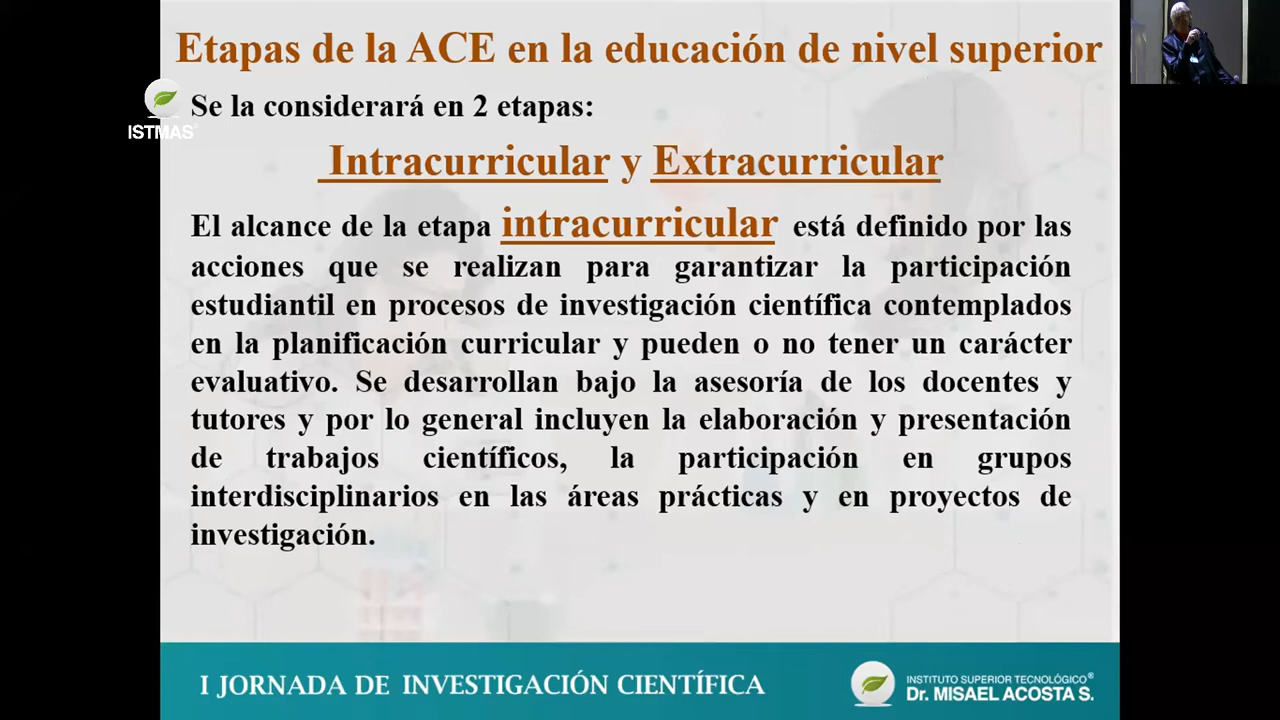 Etapas de la ACE en la educación de nivel superior
Se la considerará en 2 etapas:
ISTMAS®
Intracurricular y Extracurricular
El alcance de la etapa intracurricular está definido por las
acciones que se realizan para garantizar la participación
estudiantil en procesos de investigación científica contemplados
en la planificación curricular y pueden o no tener un carácter
evaluativo. Se desarrollan bajo la asesoría de los docentes y
tutores y por lo general incluyen la elaboración y presentación
de trabajos científicos, la participación en grupos
interdisciplinarios en las áreas prácticas y en proyectos de
investigación.
I JORNADA DE INVESTIGACIÓN CIENTÍFICA
INSTITUTO SUPERIOR TECNOLÓGICO®
Dr. MISAEL ACOSTA S.